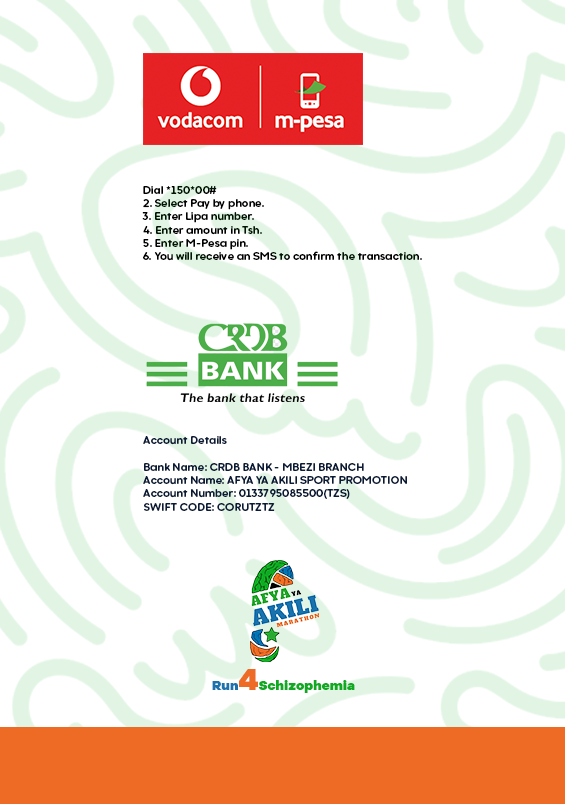 vodacom
m-pesa
Dial *150*00#
2. Select Pay by phone.
3. Enter Lipa number.
4. Enter amount in Tsh.
5. Enter M-Pesa pin.
6. You will receive an SMS to confirm the transaction.
CRDB
BANK
The bank that listens
Account Details
Bank Name: CRDB BANK - MBEZI BRANCH
Account Name: AFYA YA AKILI SPORT PROMOTION
Account Number: 0133795085500(TZS)
SWIFT CODE: CORUTZTZ
AFYA YA
AKILI
MARATHON
Run4Schizophemia